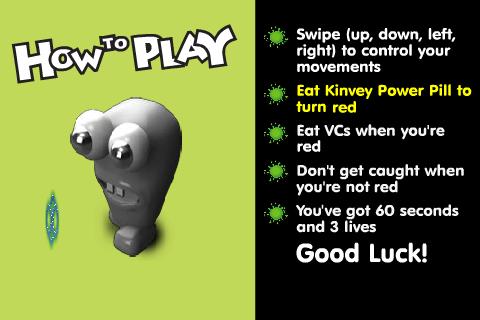 HOW TO PLAY
Swipe (up, down, left,
right) to control your
movements
Eat Kinvey Power Pill to
turn red
Eat VCs when you're
red
Don't get caught when
you're not red
You've got 60 seconds
and 3 lives
Good Luck!